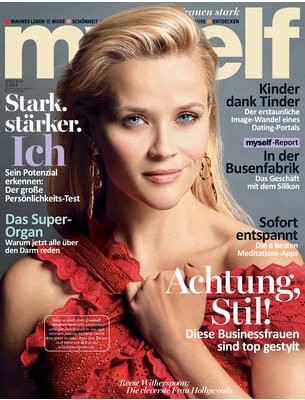 WAHRES LEBEN ■ MODE ■ SCHÖNHEIT
Frauen stark
ENTDECKEN
myself
Stark.
stärker.
Ich
Sein Potenzial
erkennen:
Der große
Persönlichkeits-Test
Das Super-
Organ
Warum jetzt alle über
den Darm reden
Kinder
dank Tinder
Der erstaunliche
Image-Wandel eines
Dating-Portals
myself-Report
In der
Busenfabrik
Das Geschäft
mit dem Silikon
Sofort
entspannt
Die 8 besten
Meditations-Apps
Achtung,
Stil!
Diese Businessfrauen
sind top gestylt
Reese Witherspoon:
Die cleverste Frau Hollywoods